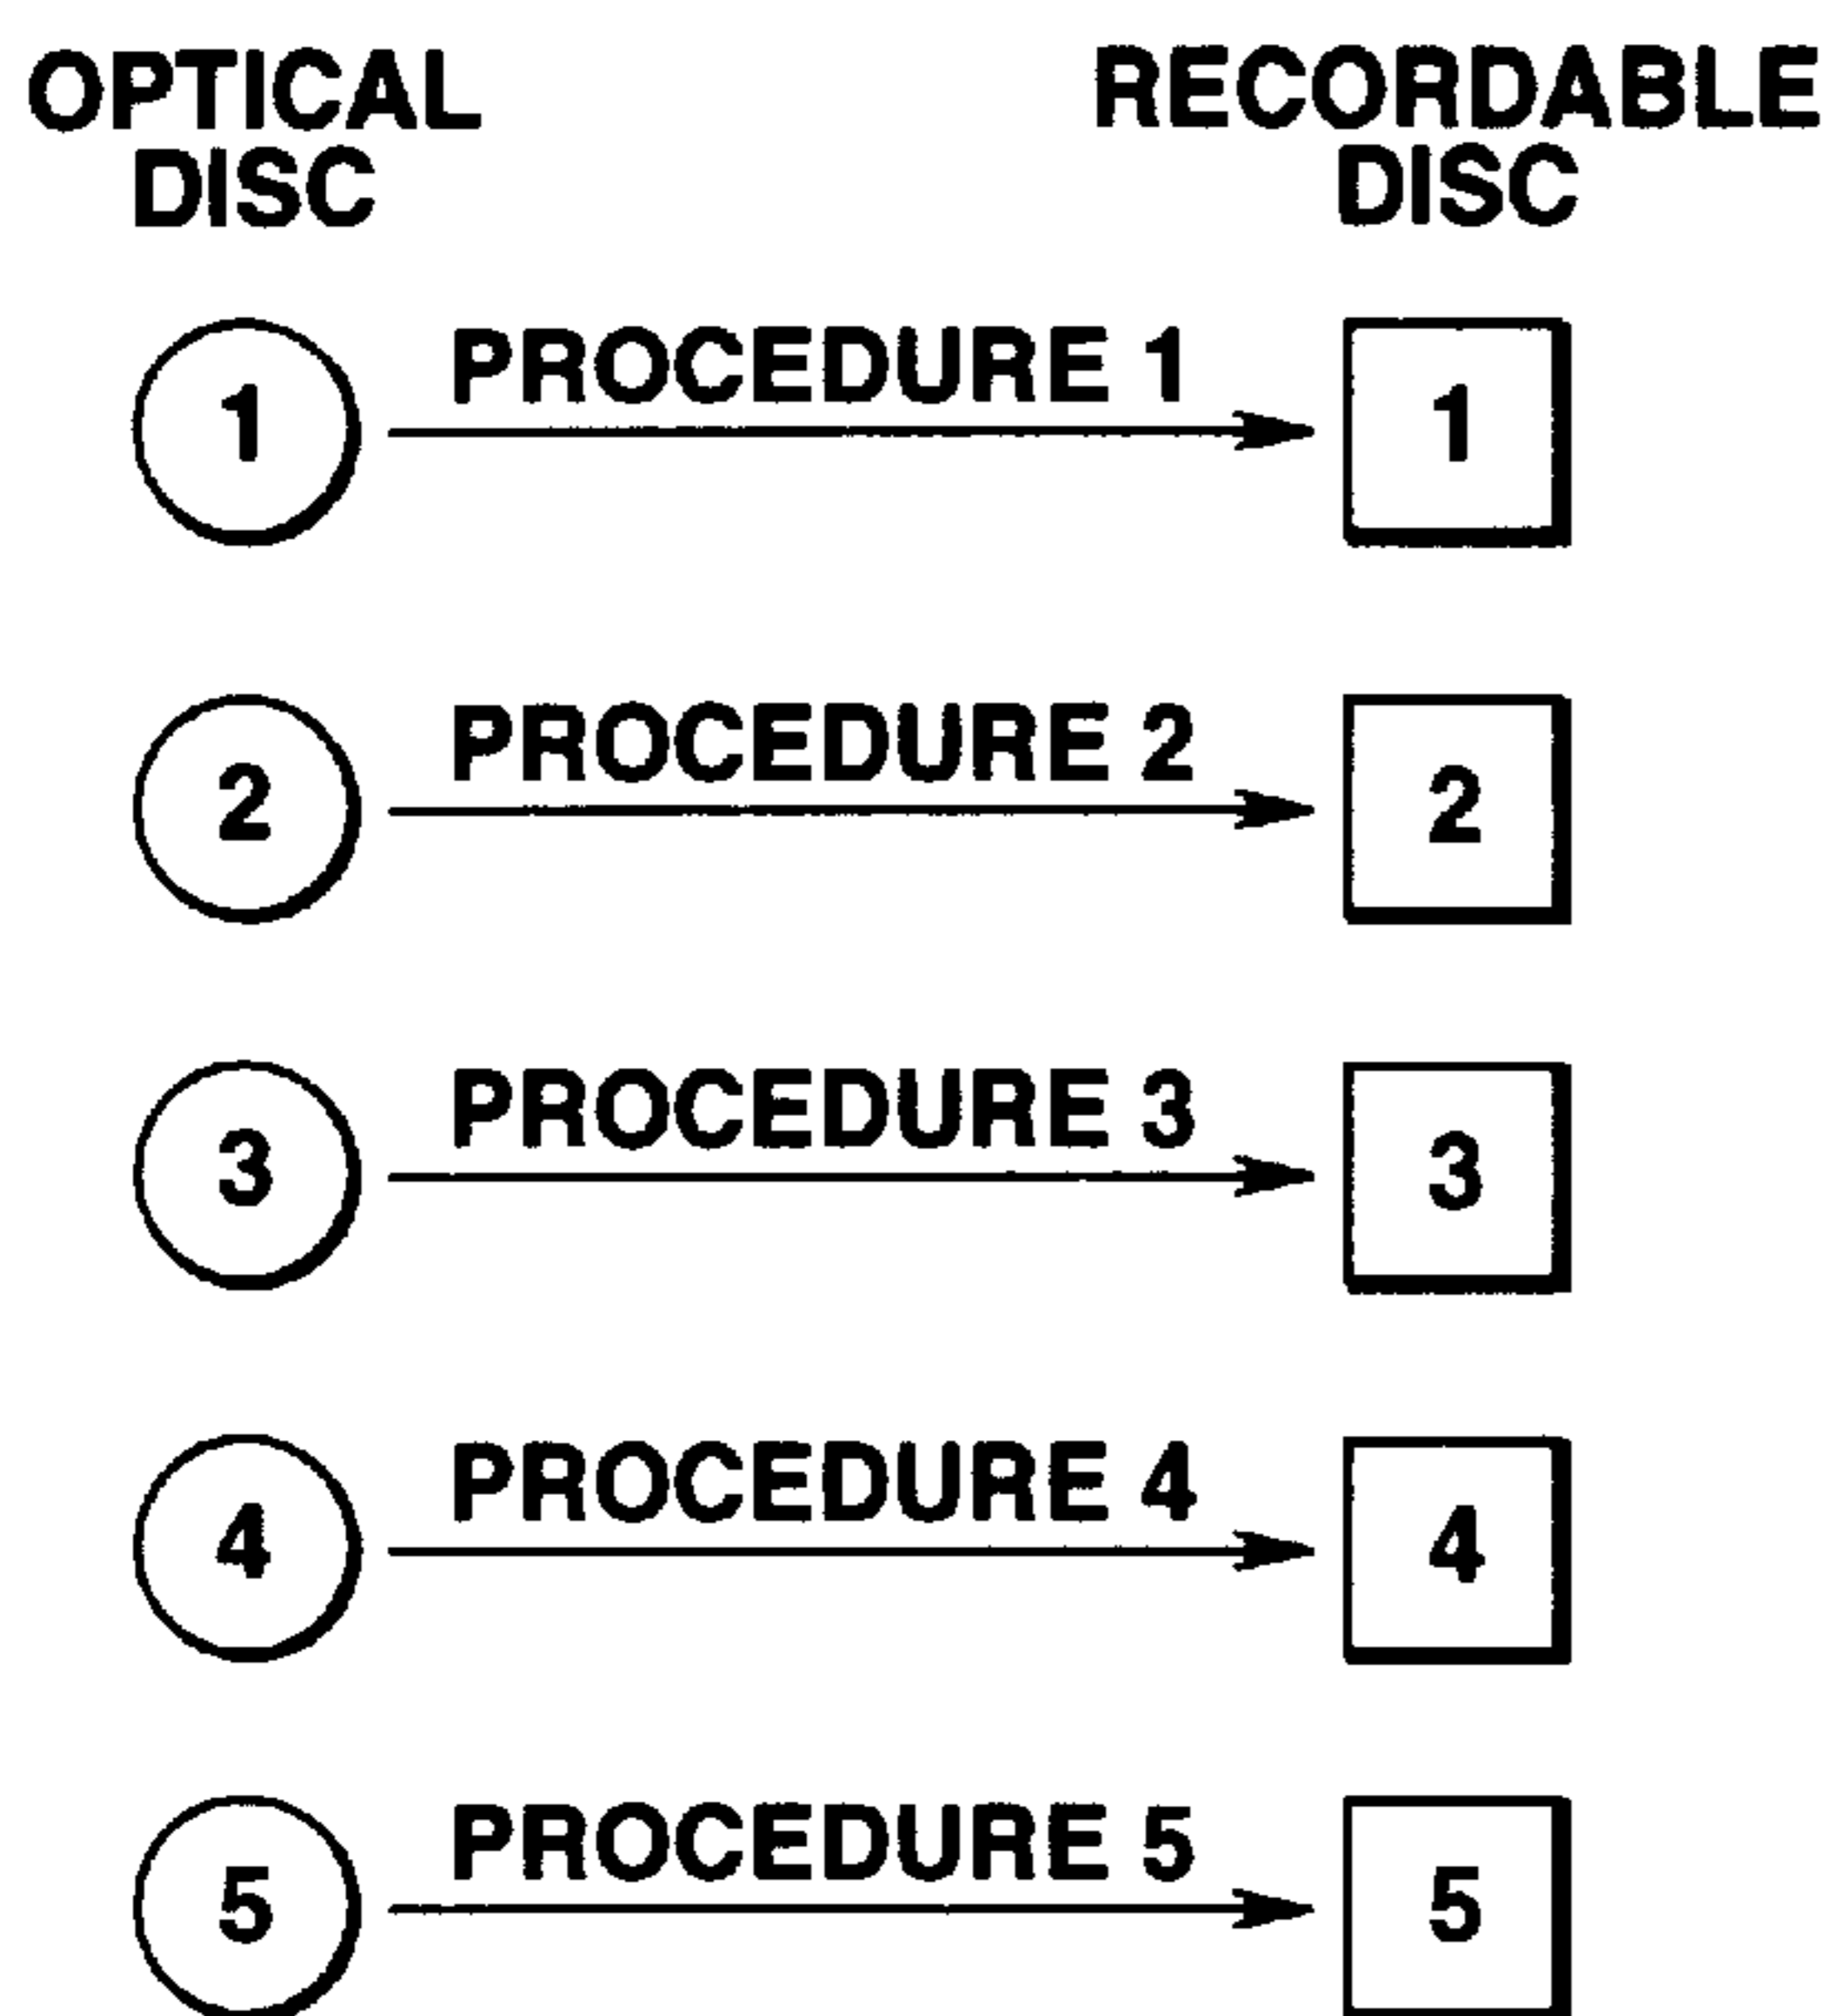 OPTICAL DISC
RECORDABLE DISC
1 PROCEDURE 1 1
2 PROCEDURE 2 2
3 PROCEDURE 3 3
4 PROCEDURE 4 4
5 PROCEDURE 5 5